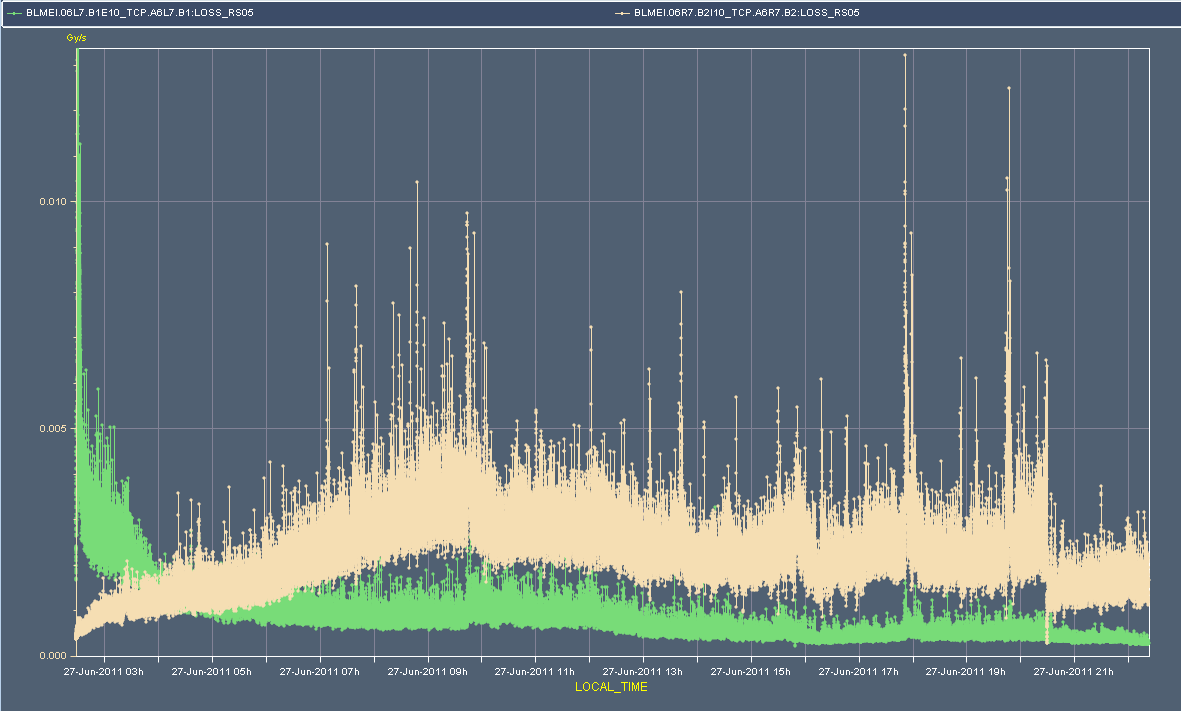 BLMEI.06L7.B1E10_TCP.A6L7.B1:LOSS_RS05 BLMEI.06R7.B2I10_TCP.A6R7.B2:LOSS_RS05
Gy/s
0.010
0.005
0.000
27-Jun-2011 03h 27-Jun-2011 05h 27-Jun-2011 07h 27-Jun-2011 09h 27-Jun-2011 11h 27-Jun-2011 13h 27-Jun-2011 15h 27-Jun-2011 17h 27-Jun-2011 19h 27-Jun-2011 21h
LOCAL_TIME